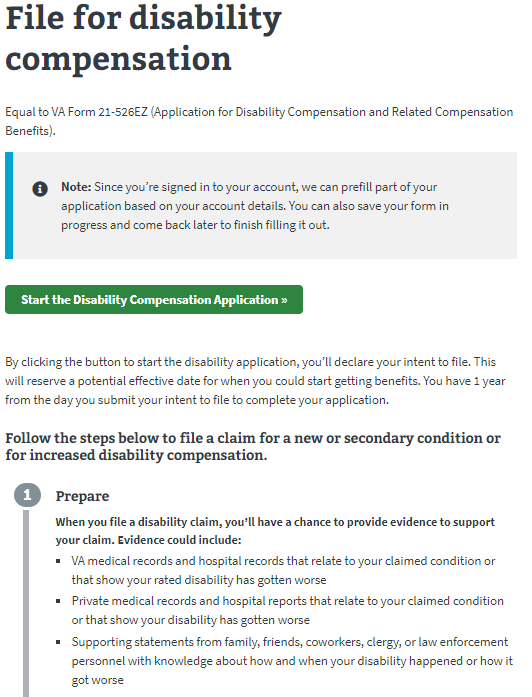 File for disability
compensation
Equal to VA Form 21-526EZ (Application for Disability Compensation and Related Compensation
Benefits).
Note: Since you’re signed in to your account, we can prefill part of your
application based on your account details. You can also save your form in
progress and come back later to finish filling it out.
Start the Disability Compensation Application »
By clicking the button to start the disability application, you’ll declare your intent to file. This
will reserve a potential effective date for when you could start getting benefits. You have 1 year
from the day you submit your intent to file to complete your application.
Follow the steps below to file a claim for a new or secondary condition or
for increased disability compensation.
1 Prepare
When you file a disability claim, you’ll have a chance to provide evidence to support
your claim. Evidence could include:
▪ VA medical records and hospital records that relate to your claimed condition or
that show your rated disability has gotten worse
▪ Private medical records and hospital reports that relate to your claimed condition
or that show your disability has gotten worse
▪ Supporting statements from family, friends, coworkers, clergy, or law enforcement
personnel with knowledge about how and when your disability happened or how it
got worse